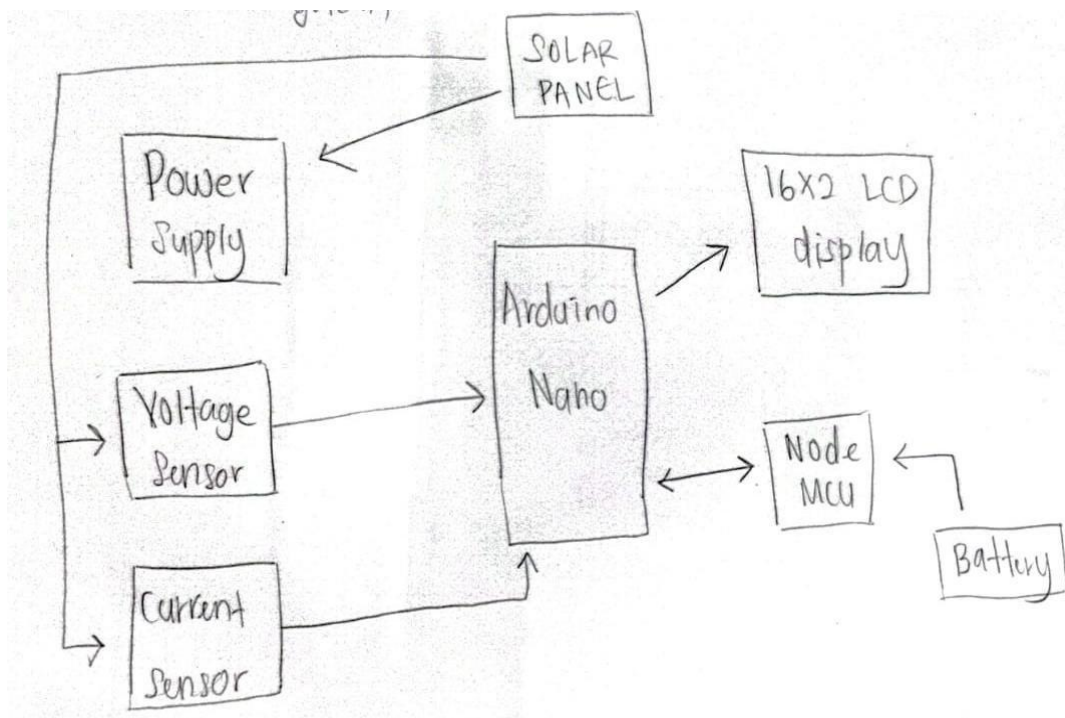 SOLAR
PANEL
Power
Supply
16X2 LCD
display
Arduino
Nano
Voltage
Sensor
Node
MCU
Battery
Current
Sensor